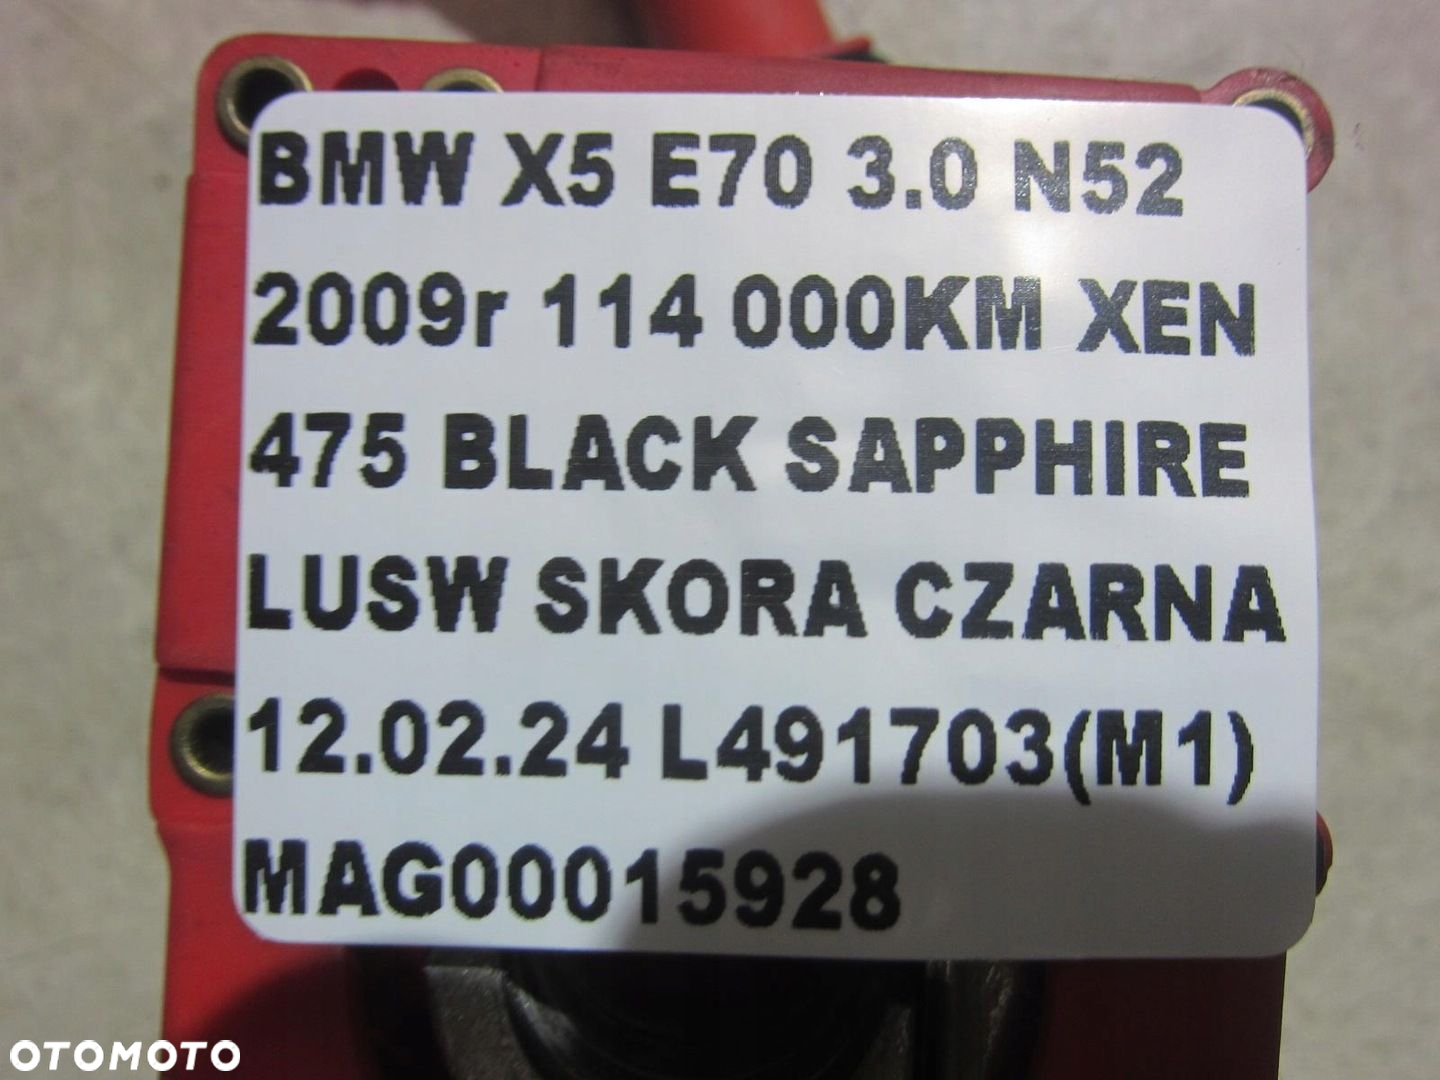 BMW X5 E70 3.0 N52
2009r 114 000KM XEN
475 BLACK SAPPHIRE
LUSW SKORA CZARNA
12.02.24 L491703(M1)
MAG00015928
OTOMOTO